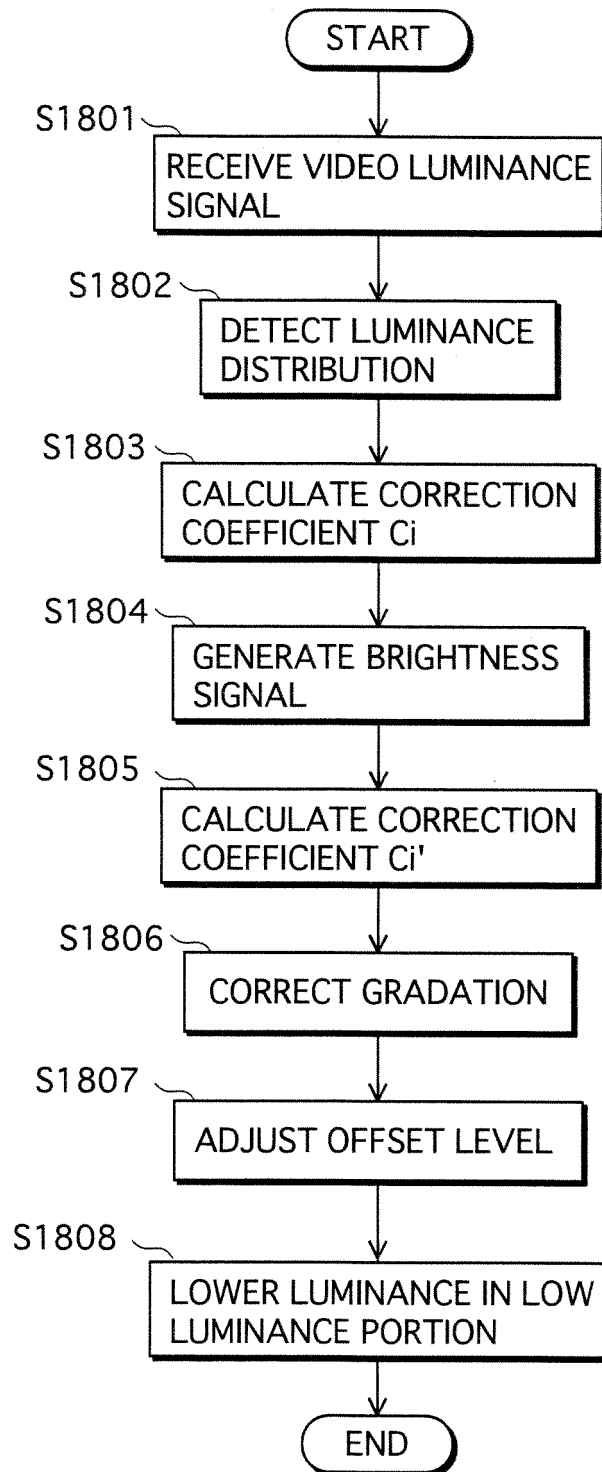 START
S1801
RECEIVE VIDEO LUMINANCE
SIGNAL
S1802
DETECT LUMINANCE
DISTRIBUTION
S1803
CALCULATE CORRECTION
COEFFICIENT Ci
S1804
GENERATE BRIGHTNESS
SIGNAL
S1805
CALCULATE CORRECTION
COEFFICIENT Ci'
S1806
CORRECT GRADATION
S1807
ADJUST OFFSET LEVEL
S1808
LOWER LUMINANCE IN LOW
LUMINANCE PORTION
END